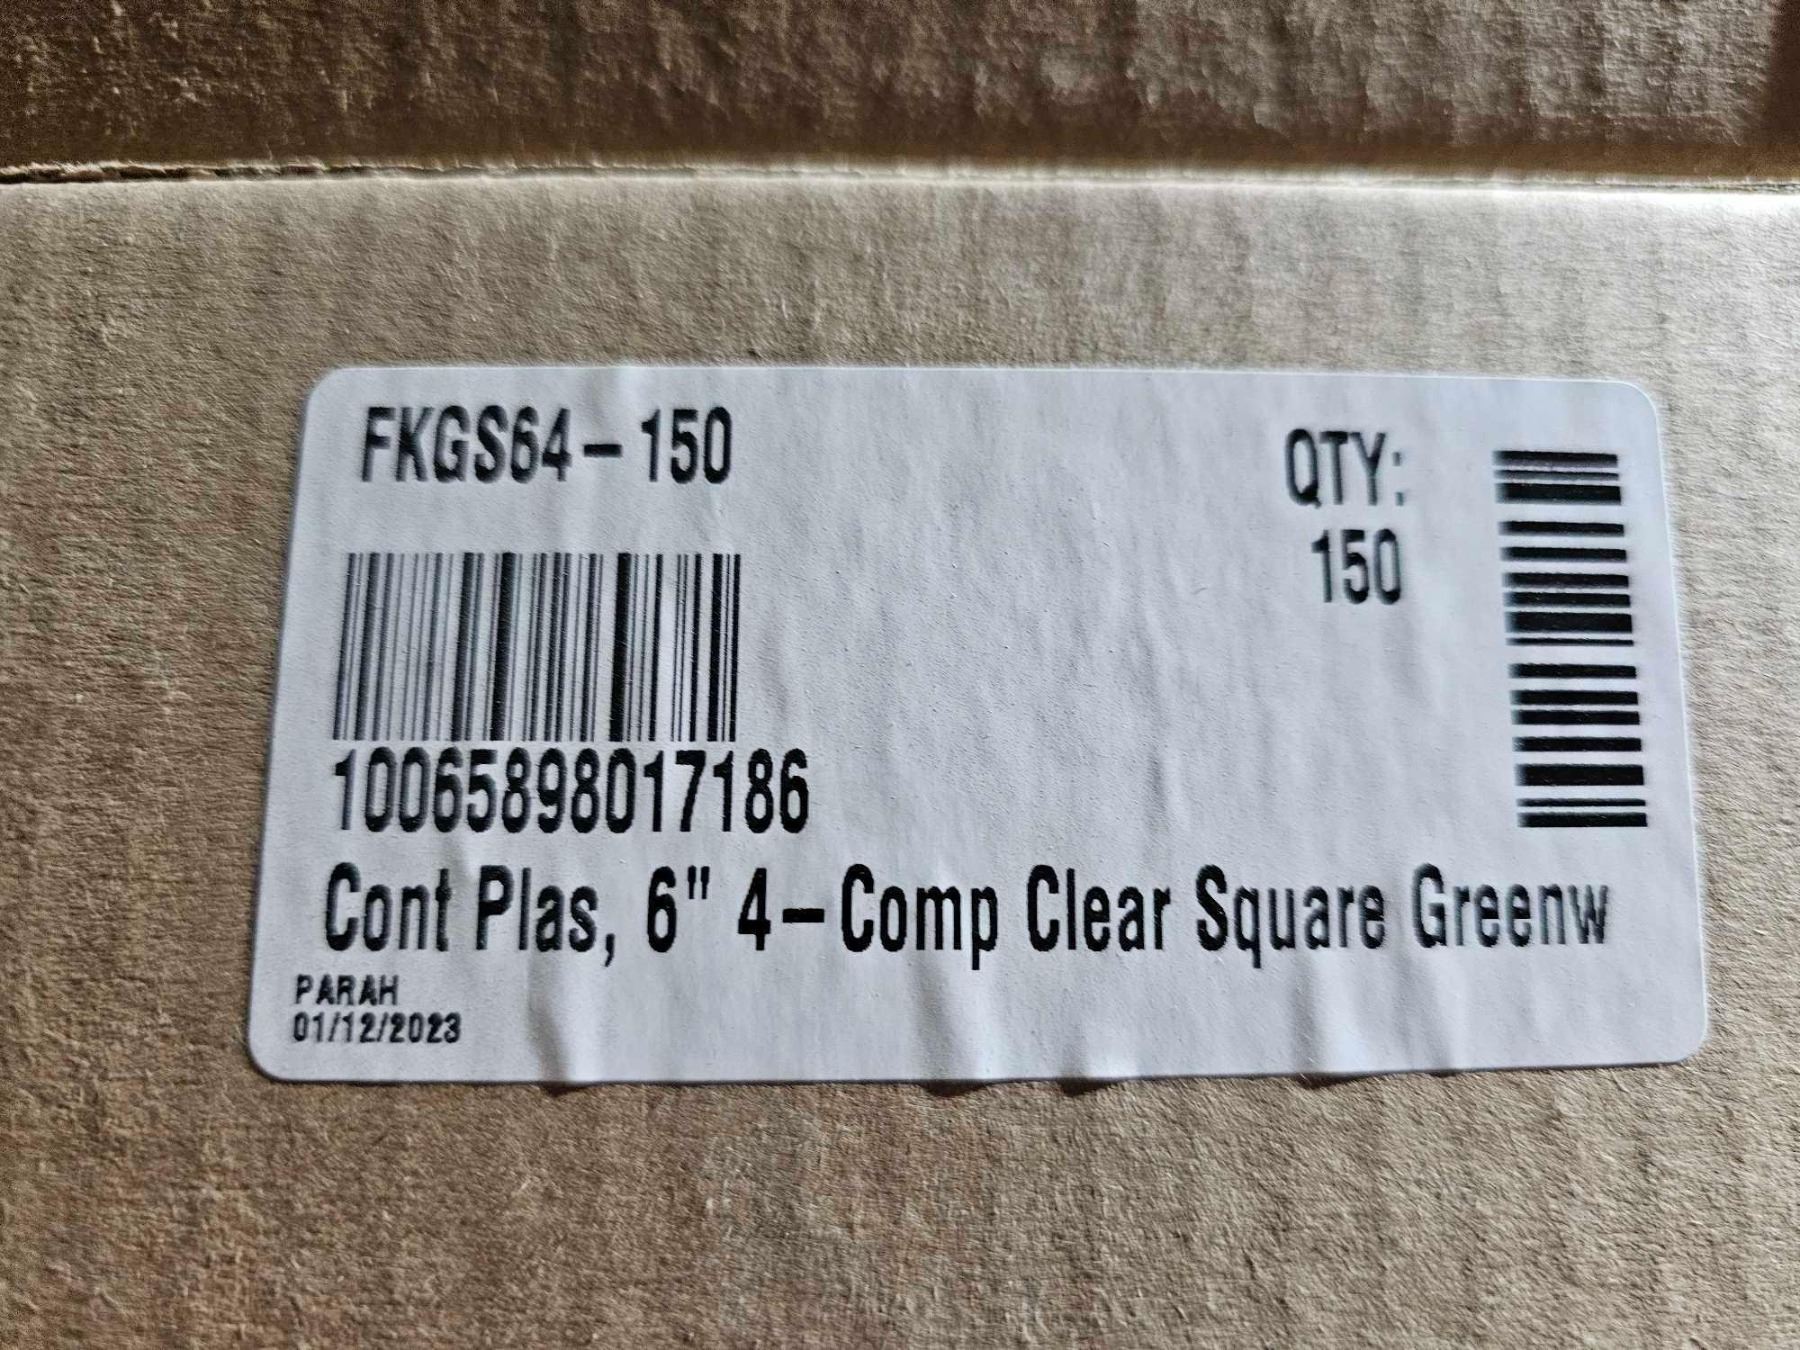 FKGS64-150
QTY:
150
10065898017186
Cont Plas, 6" 4-Comp Clear Square Greenw
PARAH
01/12/2023